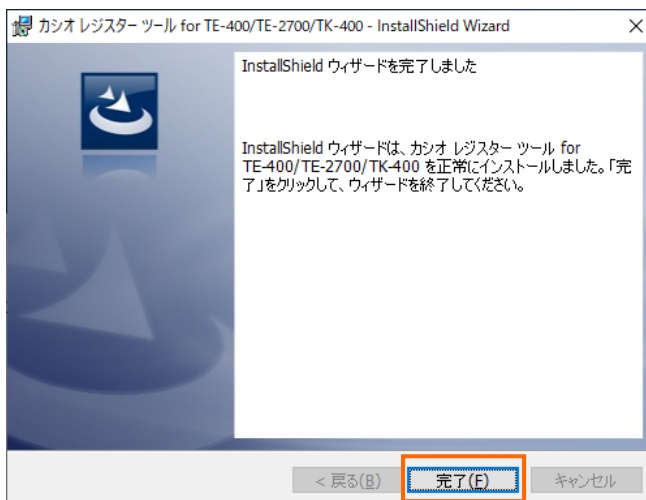 カシオ レジスター ツール for TE-400/TE-2700/TK-400 - InstallShield Wizard
InstallShield ウィザードを完了しました
InstallShield ウィザードは、カシオ レジスター ツール for
TE-400/TE-2700/TK-400 を正常にインストールしました。「完
了」をクリックして、ウィザードを終了してください。
< 戻る(B)
完了(F)
キャンセル